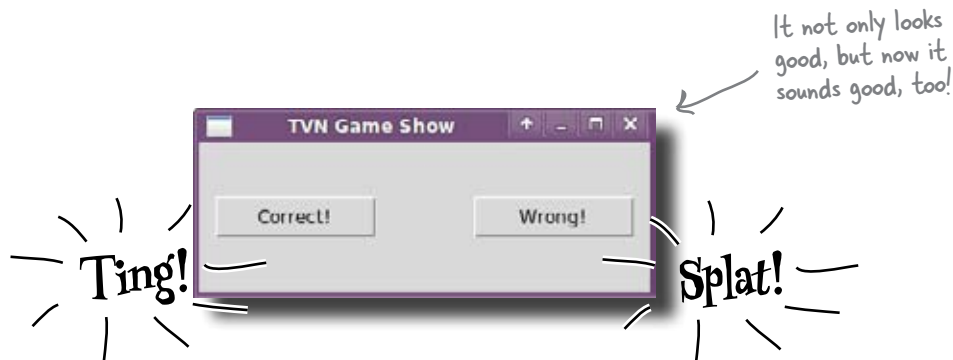 It not only looks
good, but now it
sounds good, too!
TVN Game Show
Correct!
Wrong!
Ting!
Splat!